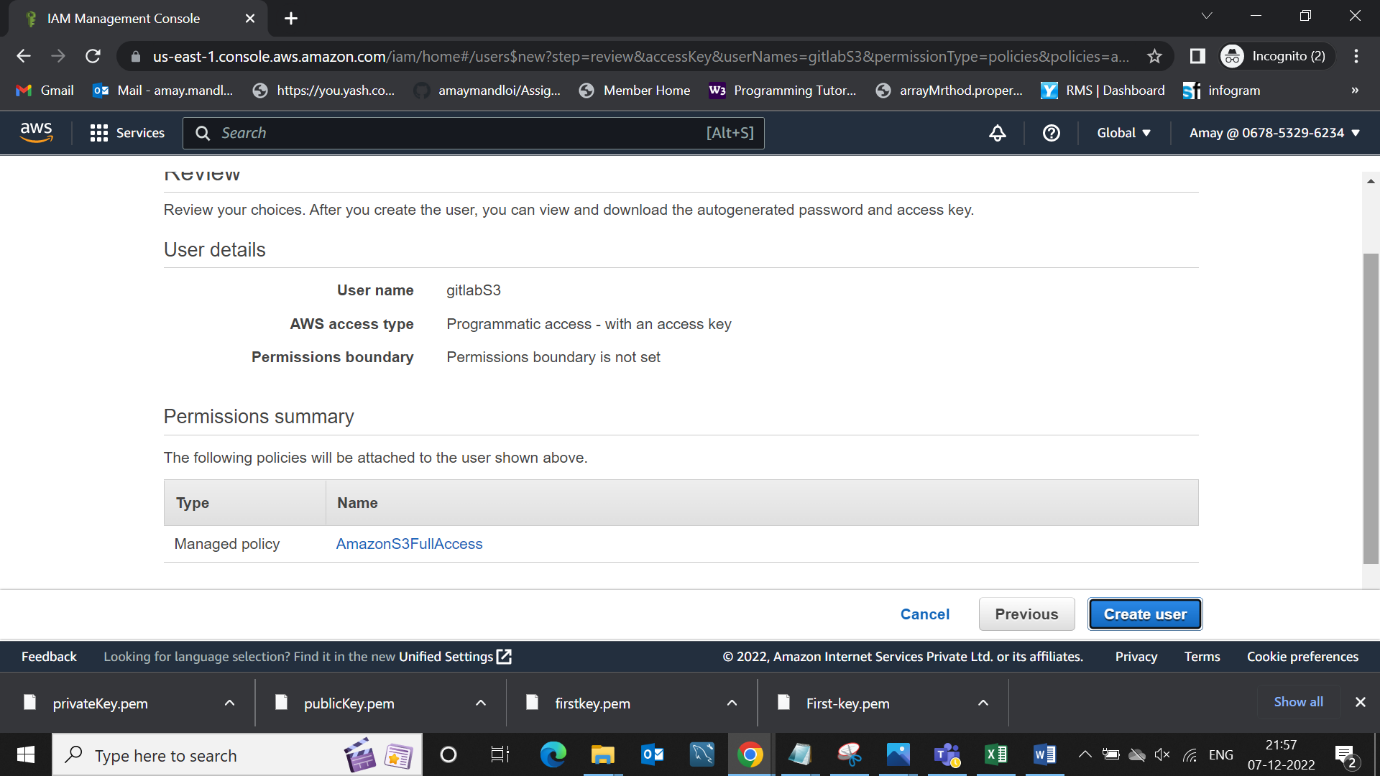 IAM Management Console
us-east-1.console.aws.amazon.com/iam/home#/users$new?step=review&accessKey&userNames=gitlabS3&permissionType=policies&policies=a...
Incognito (2)
Gmail
Mail - amay.mandl...
https://you.yash.co...
amaymandloi/Assig...
Member Home
W3 Programming Tutor...
arrayMrthod.proper...
RMS | Dashboard
infogram
»
aws
Services
Search
[Alt+S]
Global
Amay @ 0678-5329-6234
Review
Review your choices. After you create the user, you can view and download the autogenerated password and access key.
User details
User name gitlabS3
AWS access type Programmatic access - with an access key
Permissions boundary Permissions boundary is not set
Permissions summary
The following policies will be attached to the user shown above.
Type Name
Managed policy AmazonS3FullAccess
Cancel Previous Create user
Feedback Looking for language selection? Find it in the new Unified Settings © 2022, Amazon Internet Services Private Ltd. or its affiliates. Privacy Terms Cookie preferences
privateKey.pem publicKey.pem firstkey.pem First-key.pem Show all
Type here to search
ENG
21:57
07-12-2022
2